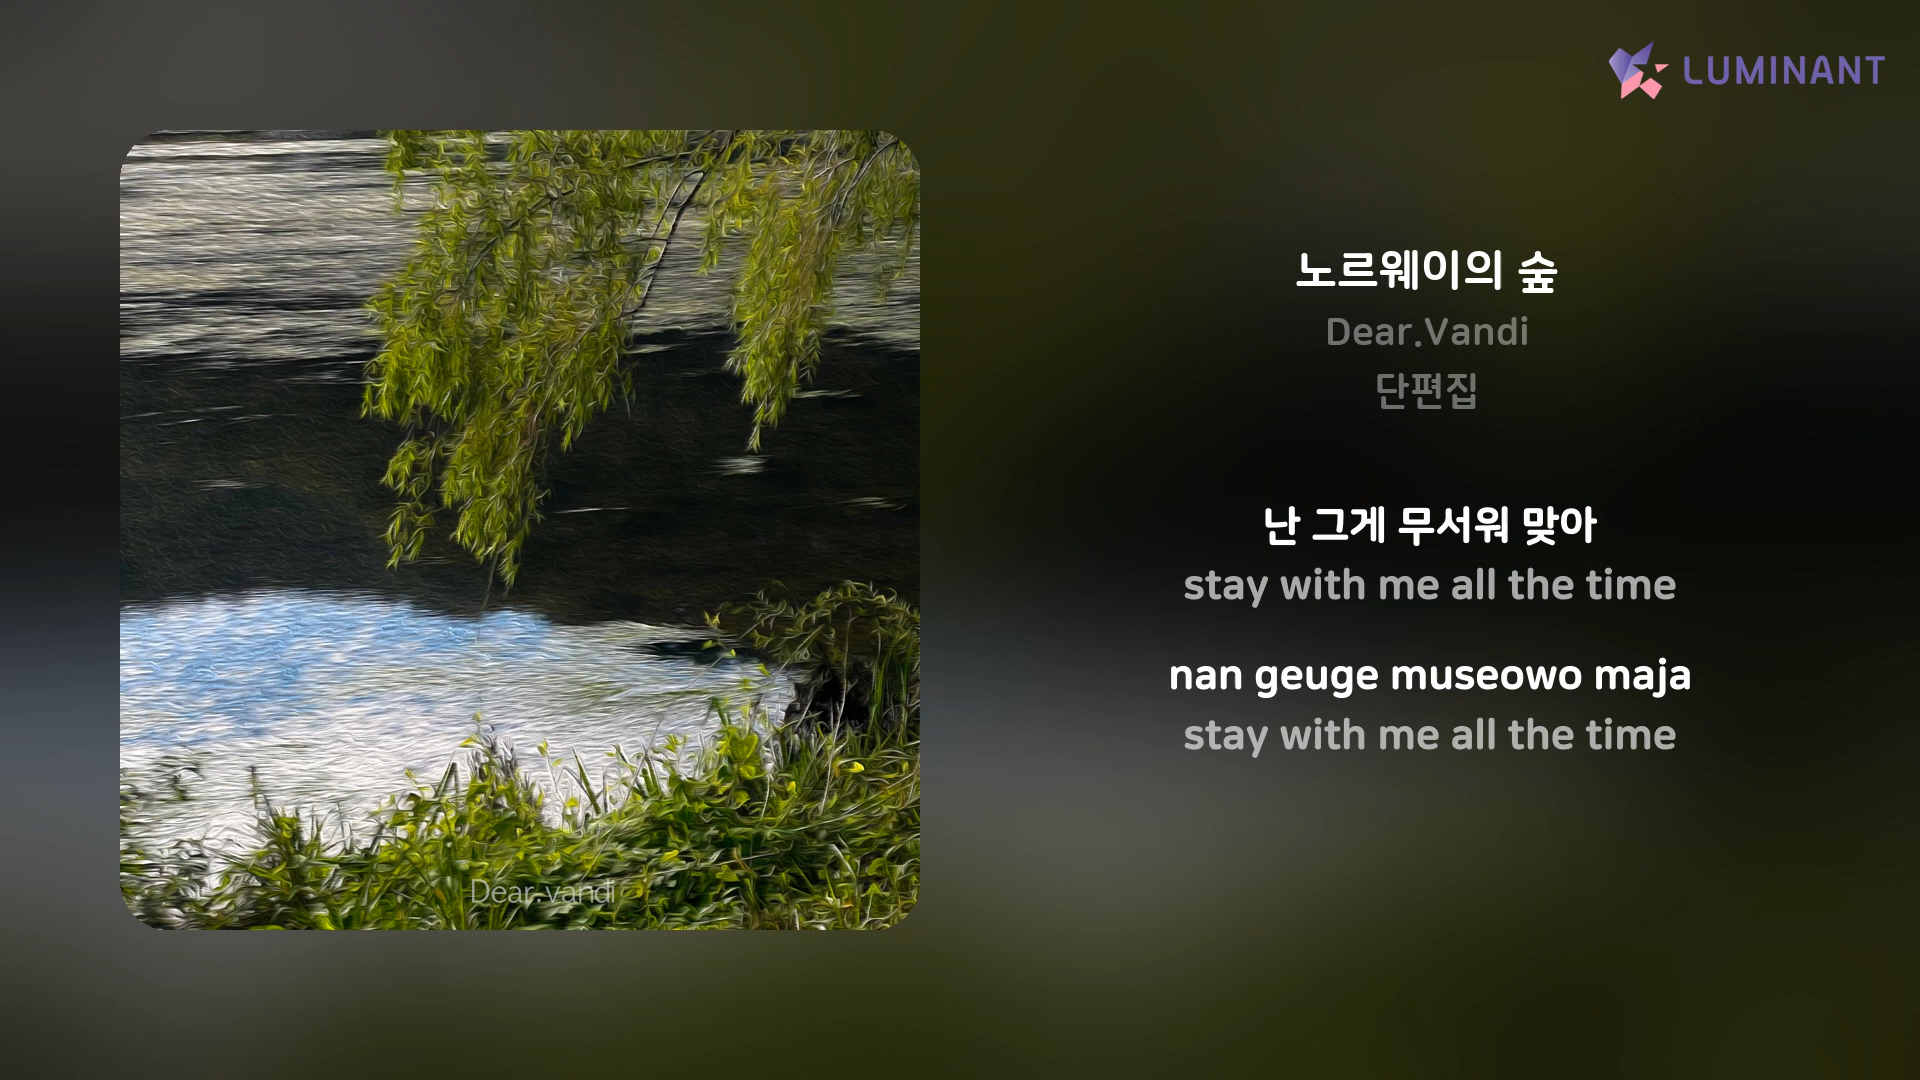 LUMINANT
노르웨이의 숲
Dear.Vandi
단편집
난 그게 무서워 맞아
stay with me all the time
nan geuge museowo maja
stay with me all the time
Dear.vandi